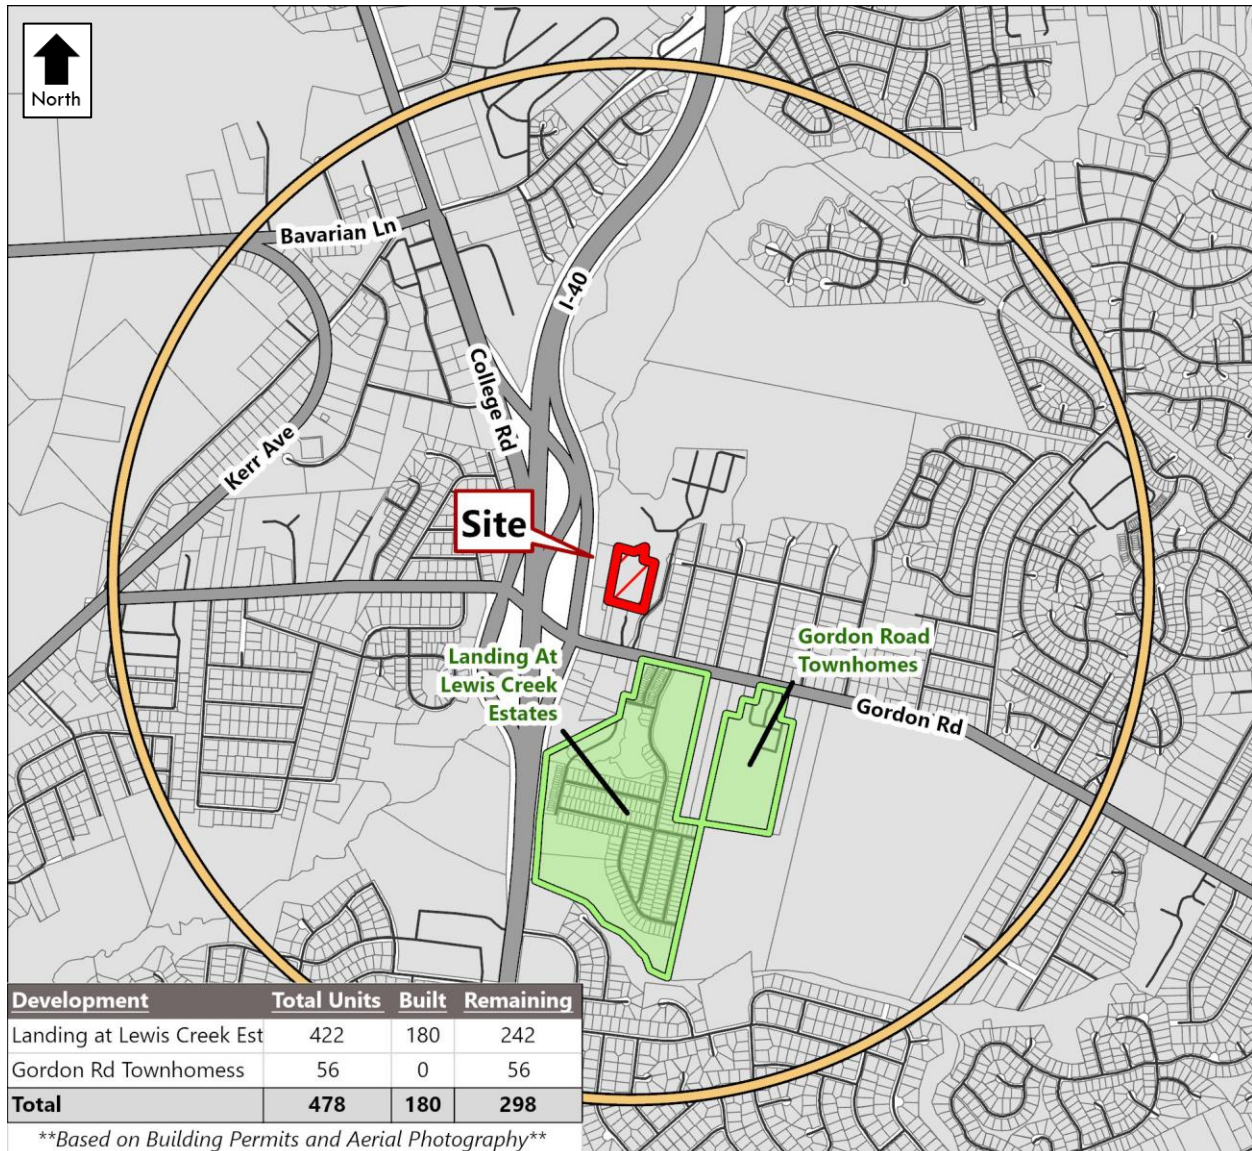 North
Bavarian Ln
I-40
College Rd
Kerr Ave
Site
Landing At
Lewis Creek
Estates
Gordon Road
Townhomes
Gordon Rd
Development Total Units Built Remaining
Landing at Lewis Creek Est 422 180 242
Gordon Rd Townhomess 56 0 56
Total 478 180 298
**Based on Building Permits and Aerial Photography**